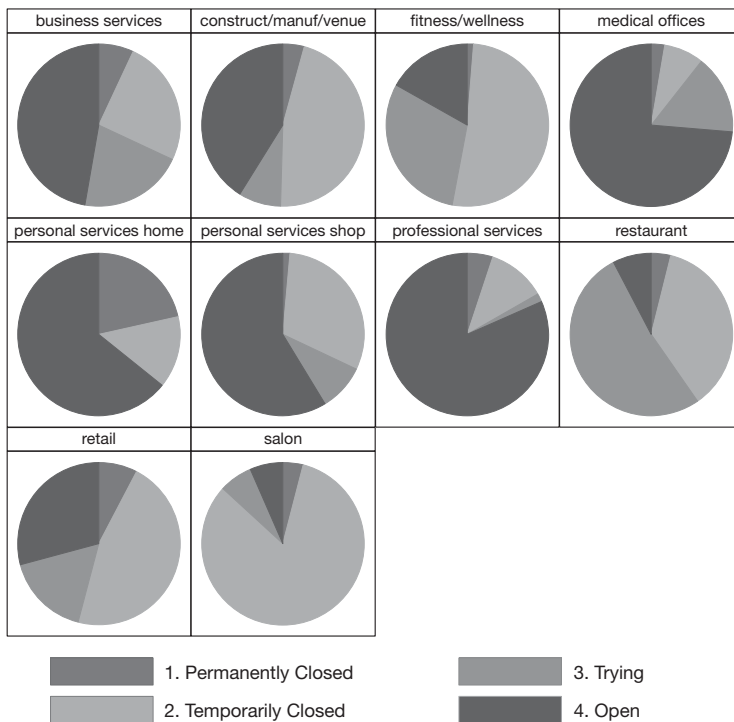 business services
construct/manuf/venue
fitness/wellness
medical offices
personal services home
personal services shop
professional services
restaurant
retail
salon
1. Permanently Closed
3. Trying
2. Temporarily Closed
4. Open